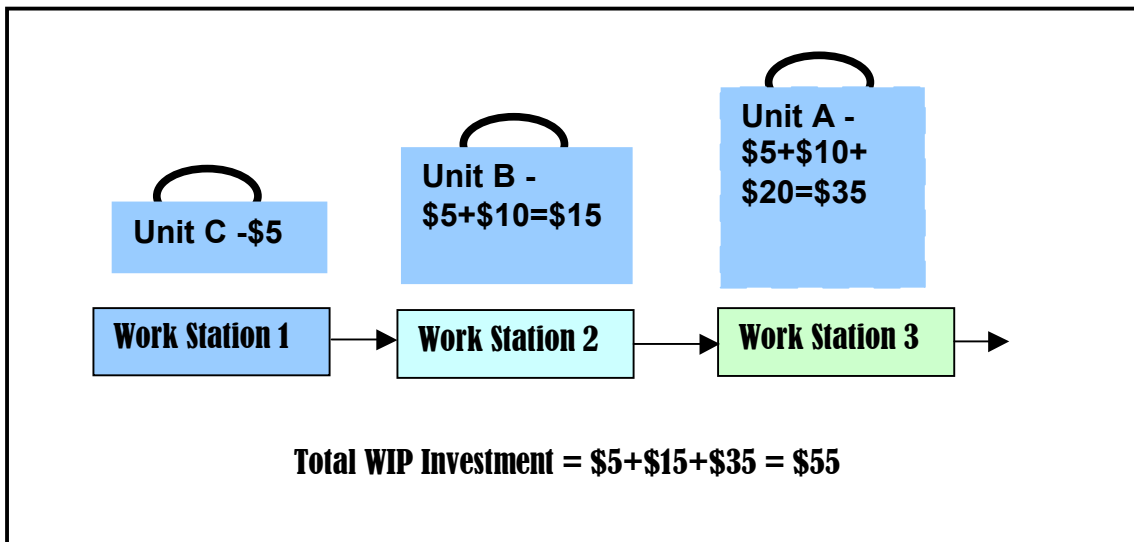 Unit C -$5
Unit B -
$5+$10=$15
Unit A -
$5+$10+
$20=$35
Work Station 1
Work Station 2
Work Station 3
Total WIP Investment = $5+$15+$35 = $55